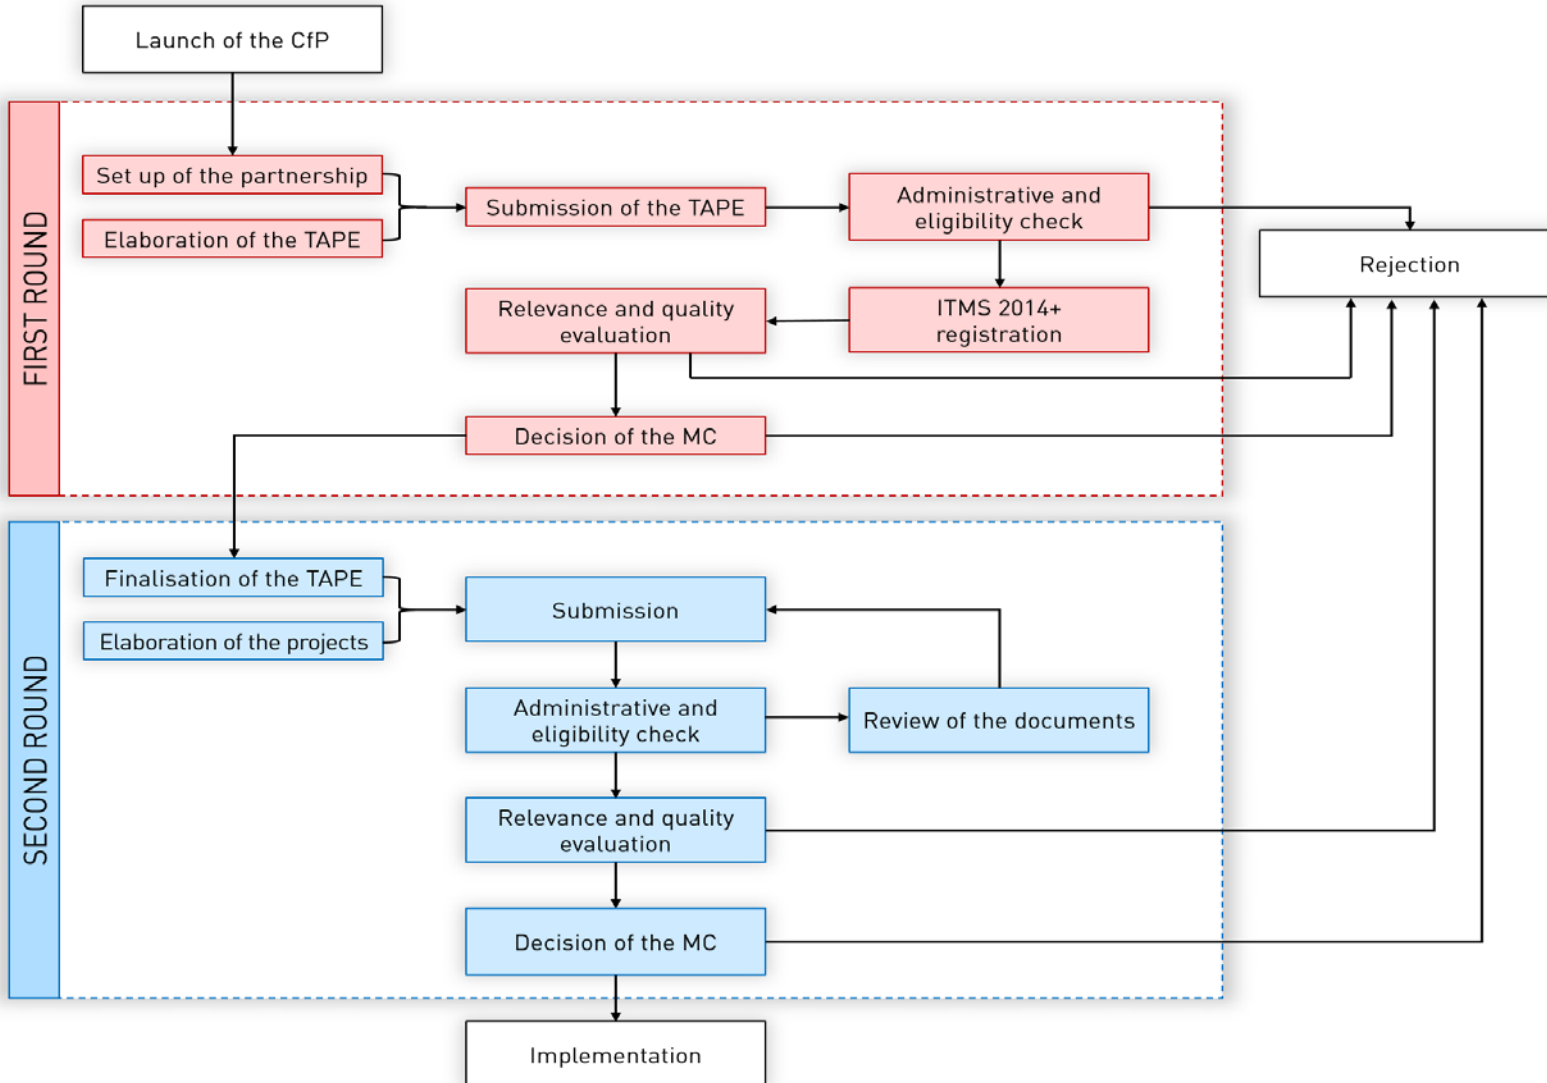 Launch of the CfP
FIRST ROUND
Set up of the partnership
Elaboration of the TAPE
Submission of the TAPE
Administrative and
eligibility check
Rejection
ITMS 2014+
registration
Relevance and quality
evaluation
Decision of the MC
SECOND ROUND
Finalisation of the TAPE
Elaboration of the projects
Submission
Administrative and
eligibility check
Review of the documents
Relevance and quality
evaluation
Decision of the MC
Implementation